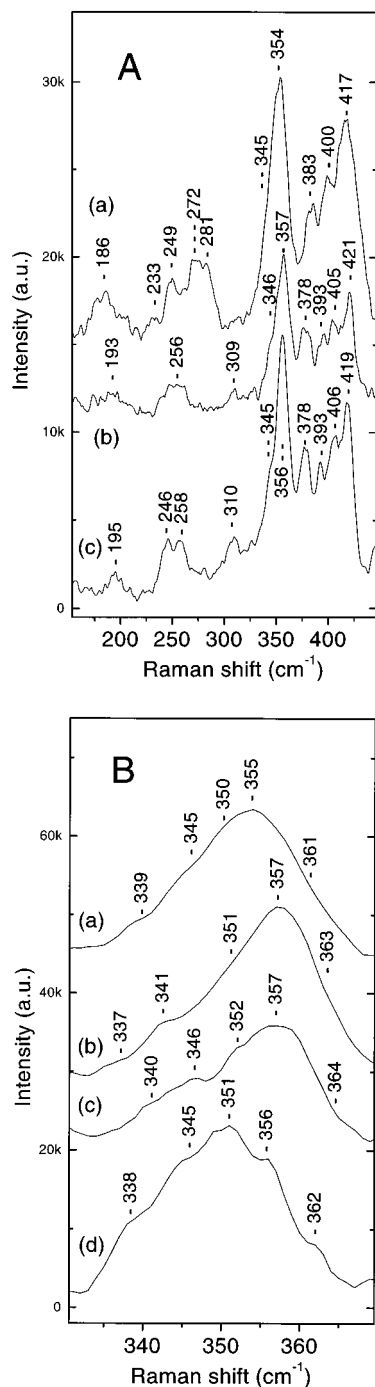 A
354
417
345
400
383
30k
(a)
272
281
249
233
186
357
421
405
393
378
346
20k
309
256
193
(b)
419
406
393
378
345
356
10k
310
258
246
195
(c)
0
Intensity (a.u.)
200 250 300 350 400
Raman shift (cm⁻¹)
B
355
350
345
361
339
60k
(a)
357
351
363
341
337
40k
(b)
357
352
346
364
340
(c)
351
345
356
20k
338
362
(d)
0
Intensity (a.u.)
340 350 360
Raman shift (cm⁻¹)